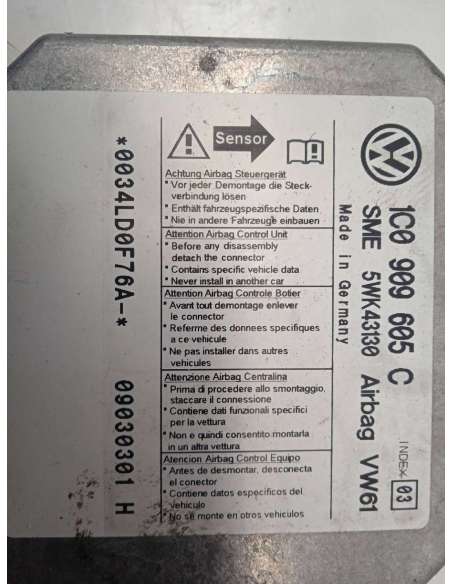 Sensor
Achtung Airbag Steuergerät
* Vor jeder Demontage die Steck-
verbindung lösen
* Enthält fahrzeugspezifische Daten
* Nie in andere Fahrzeuge einbauen
Attention Airbag Control Unit
* Before any disassembly
detach the connector
* Contains specific vehicle data
* Never install in another car
Attention Airbag Controle Botier
* Avant tout demontage enlever
le connector
* Referme des donnees specifiques
a ce vehicule
* Ne pas installer dans autres
vehicules
Attenzione Airbag Centralina
* Prima di procedere allo smontaggio,
staccare il connessione
* Contiene dati funzionali specifici
per la vettura
* Non e quindi consentito montarla
in un altra vettura
Atencion Airbag Control Equipo
* Antes de desmontar, desconecta
el conector
* Contiene datos especificos del
vehiculo
* No se monte en otros vehiculos
VW
1C0 909 605 C
SME 5WK43130 Airbag VW61
Made in Germany
INDEX 03
*0034LD0F76A-* 09030301 H